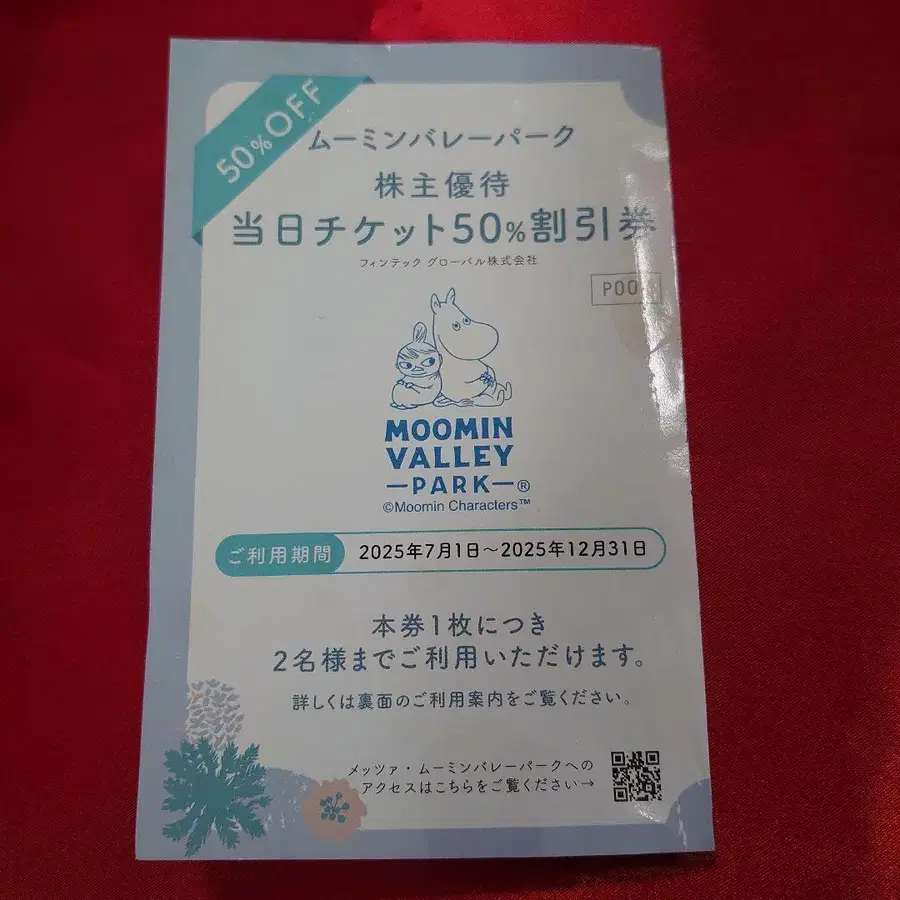 50%OFF
ムーミンバレーパーク
株主優待
当日チケット50%割引券
フィンテック グローバル株式会社
MOOMIN
VALLEY
—PARK—®
©Moomin Characters™
ご利用期間 2025年7月1日～2025年12月31日
本券1枚につき
2名様までご利用いただけます。
詳しくは裏面のご利用案内をご覧ください。
メッツァ・ムーミンバレーパークへの
アクセスはこちらをご覧ください→